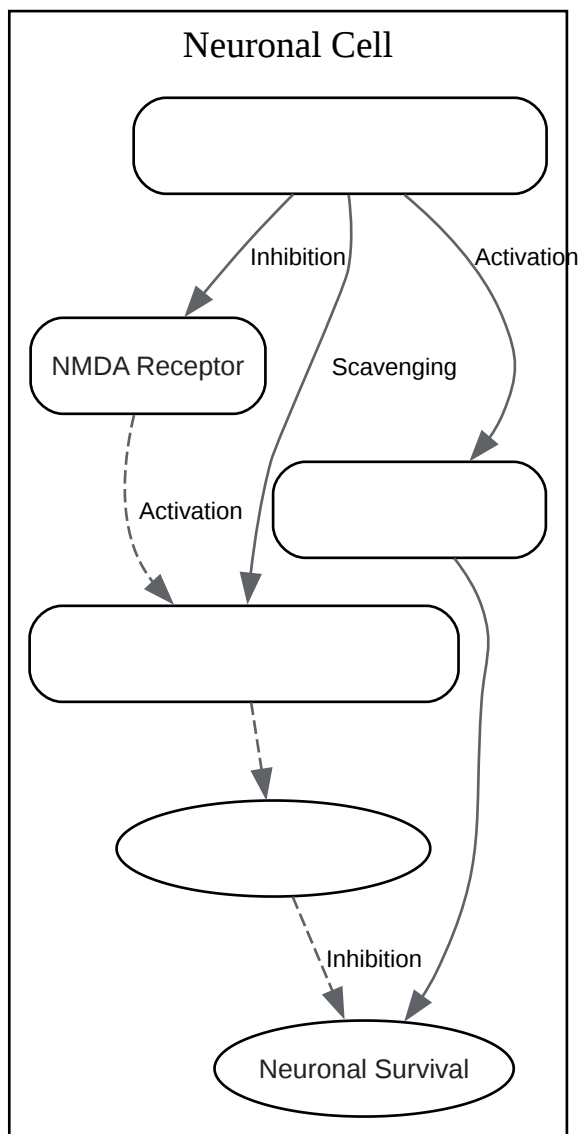 Neuronal Cell
Inhibition
Activation
Scavenging
NMDA Receptor
Activation
Inhibition
Neuronal Survival